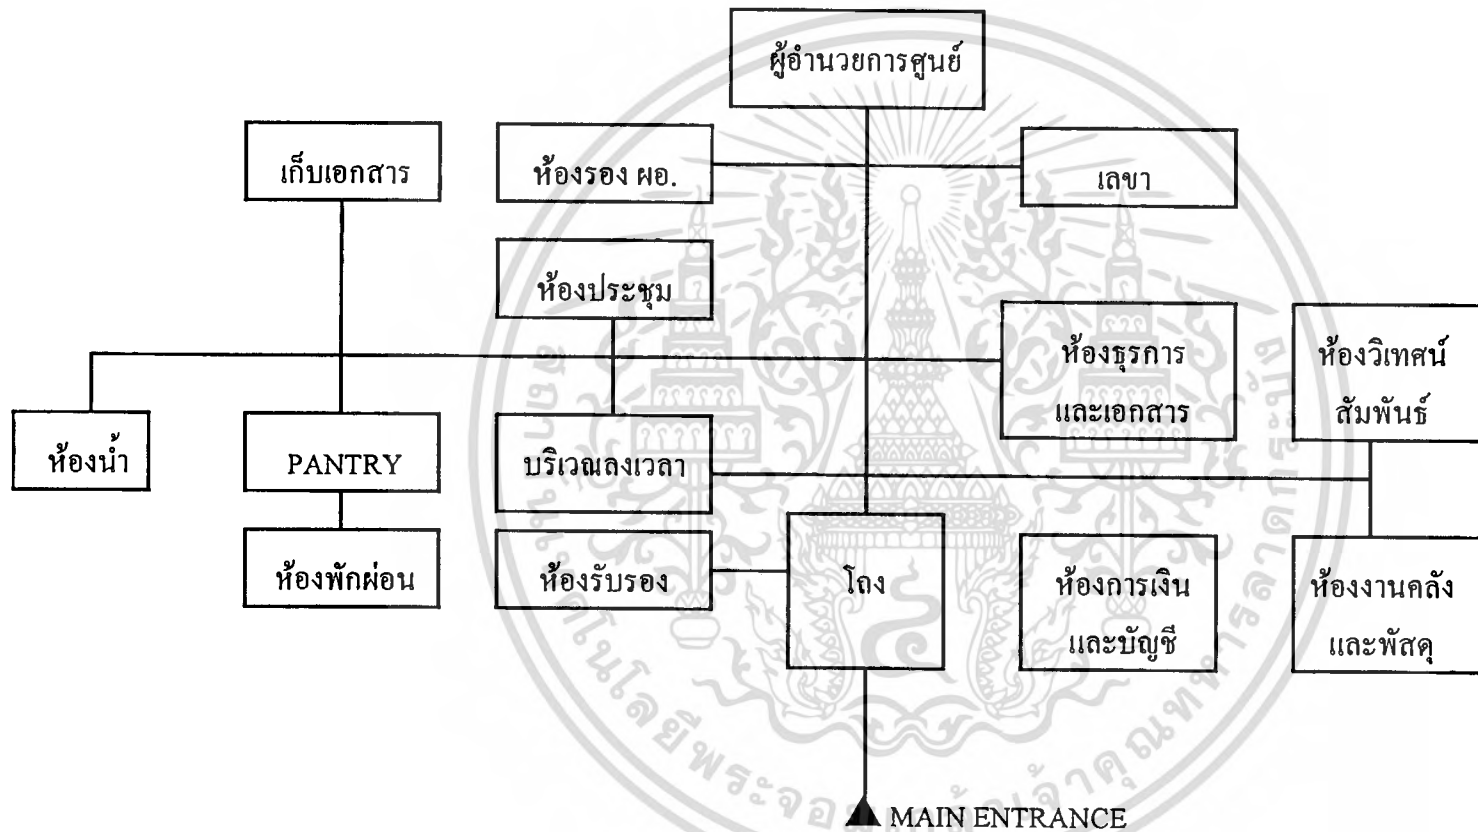 ผู้อำนวยการศูนย์
เก็บเอกสาร
ห้องรอง ผอ.
เลขา
ห้องประชุม
ห้องธุรการ
และเอกสาร
ห้องวิเทศน์
สัมพันธ์
ห้องน้ำ
PANTRY
บริเวณลงเวลา
ห้องพักผ่อน
ห้องรับรอง
โถง
ห้องการเงิน
และบัญชี
ห้องงานคลัง
และพัสดุ
MAIN ENTRANCE